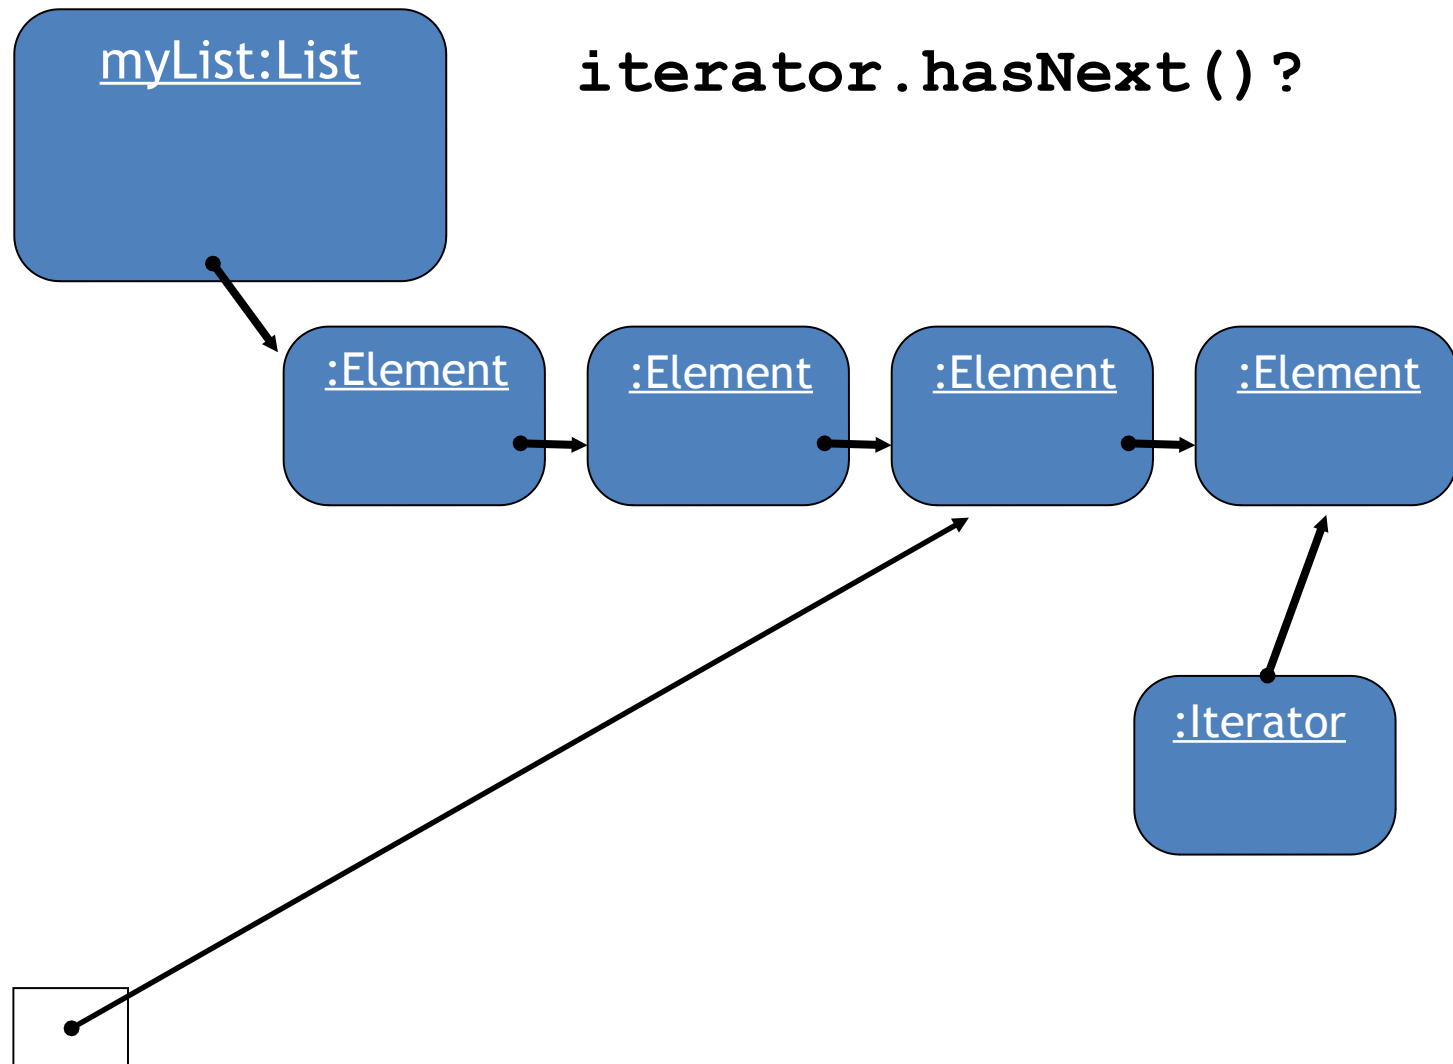 myList:List
iterator.hasNext()?
:Element
:Element
:Element
:Element
:Iterator